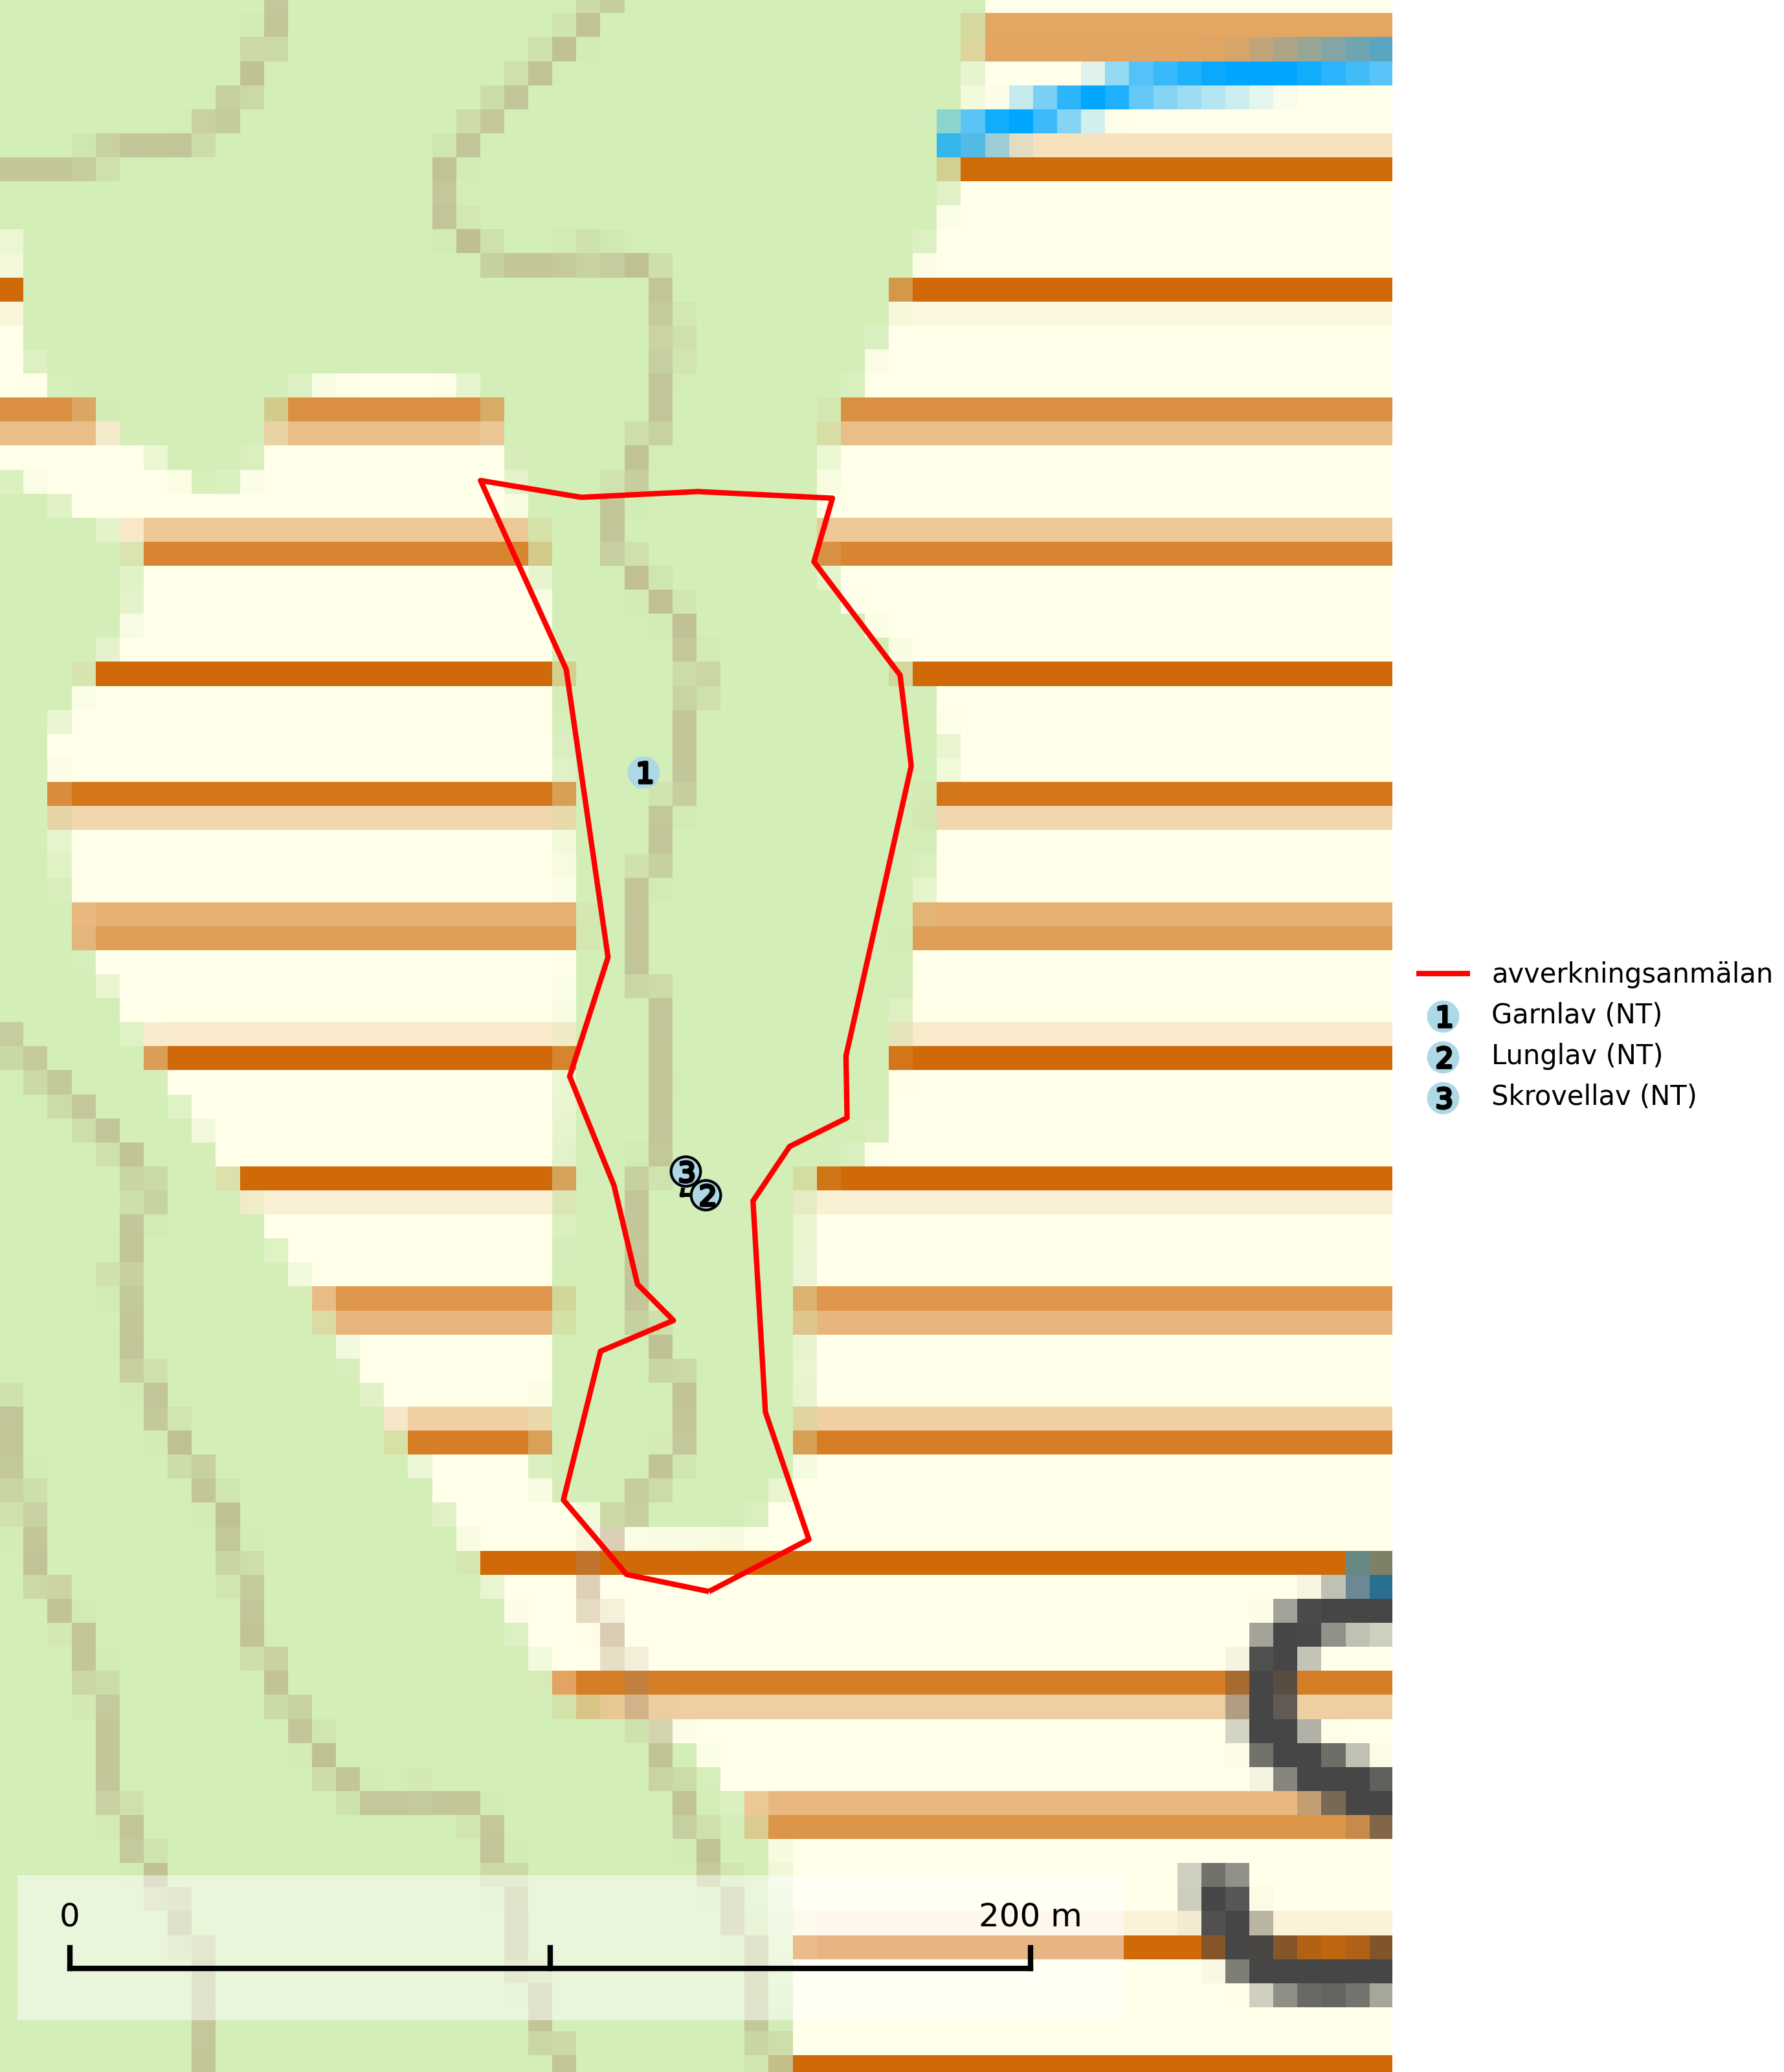 1
3
2
avverkningsanmälan
1 Garnlav (NT)
2 Lunglav (NT)
3 Skrovellav (NT)
0 200 m